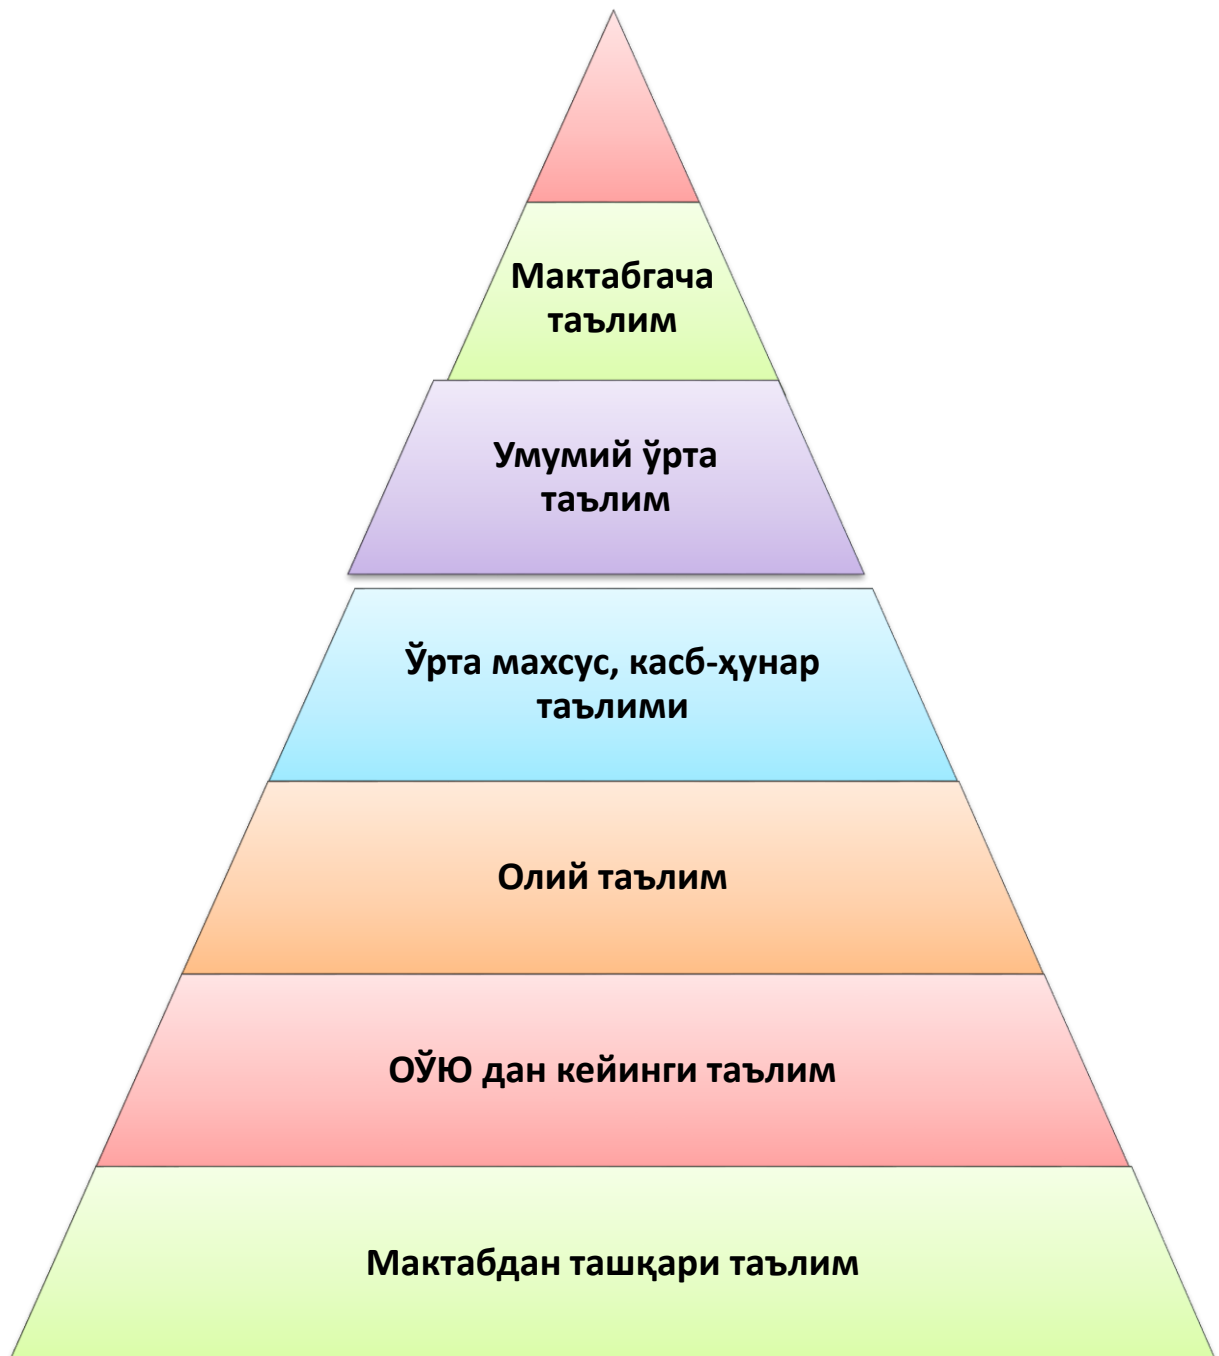 Мактабгача
таълим
Умумий ўрта
таълим
Ўрта махсус, касб-ҳунар
таълими
Олий таълим
ОЎЮ дан кейинги таълим
Мактабдан ташқари таълим